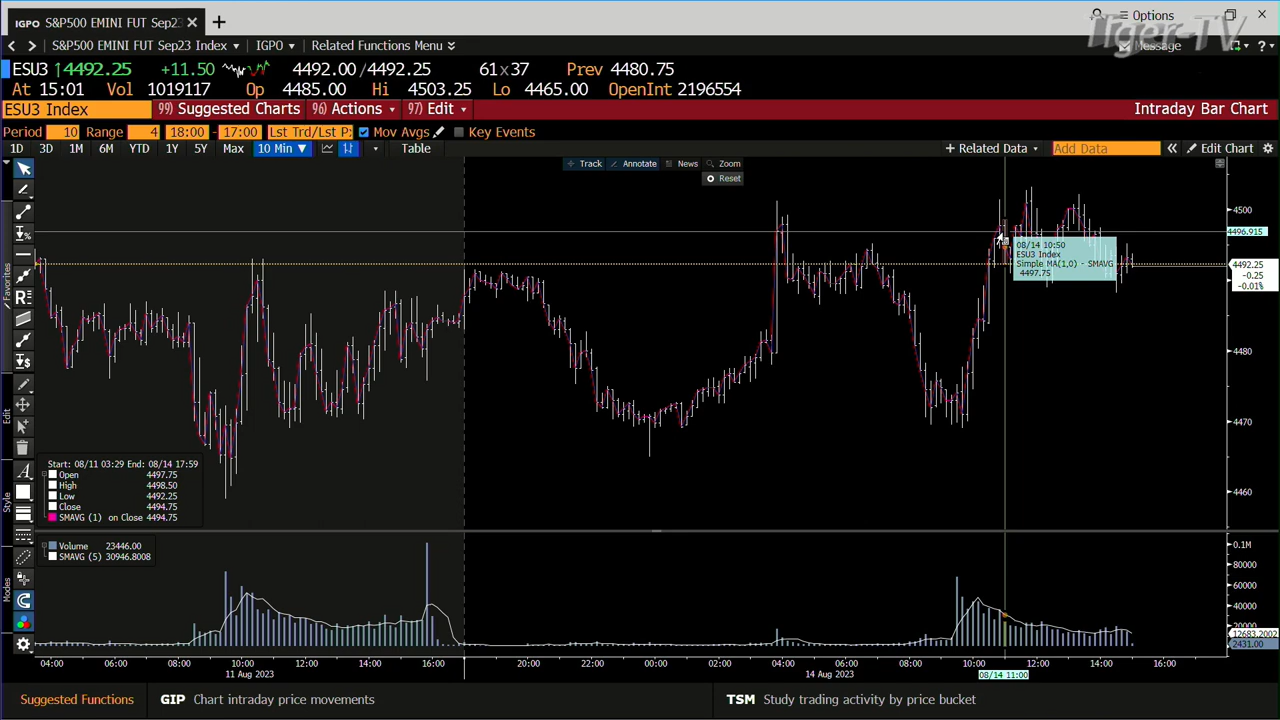 IGPO S&P500 EMINI FUT Sep23
Options
Tiger-TV
S&P500 EMINI FUT Sep23 Index IGPO Related Functions Menu Message
ESU3 ↑4492.25 +11.50 4492.00/4492.25 61x37 Prev 4480.75
At 15:01 Vol 1019117 Op 4485.00 Hi 4503.25 Lo 4465.00 OpenInt 2196554
ESU3 Index 99) Suggested Charts 96) Actions 97) Edit Intraday Bar Chart
Period 10 Range 4 18:00 - 17:00 Lst Trd/Lst P Mov Avgs Key Events
1D 3D 1M 6M YTD 1Y 5Y Max 10 Min ▼ Table + Related Data Add Data « Edit Chart
Track Annotate News Zoom
Reset
4500
4496.915
08/14 10:50
ESU3 Index
Simple MA(1,0) - SMAVG
4497.75
4492.25
-0.25
-0.01%
4480
4470
4460
Favorites
Edit
Style
Modes
Start: 08/11 03:29 End: 08/14 17:59
Open 4497.75
High 4498.50
Low 4492.25
Close 4494.75
SMAVG (1) on Close 4494.75
Volume 23446.00
SMAVG (5) 30946.8008
0.1M
80000
60000
40000
20000
12683.2002
2431.00
04:00 06:00 08:00 10:00 12:00 14:00 16:00 20:00 22:00 00:00 02:00 04:00 06:00 08:00 10:00 12:00 14:00 16:00
11 Aug 2023 14 Aug 2023 08/14 11:00
Suggested Functions GIP Chart intraday price movements TSM Study trading activity by price bucket